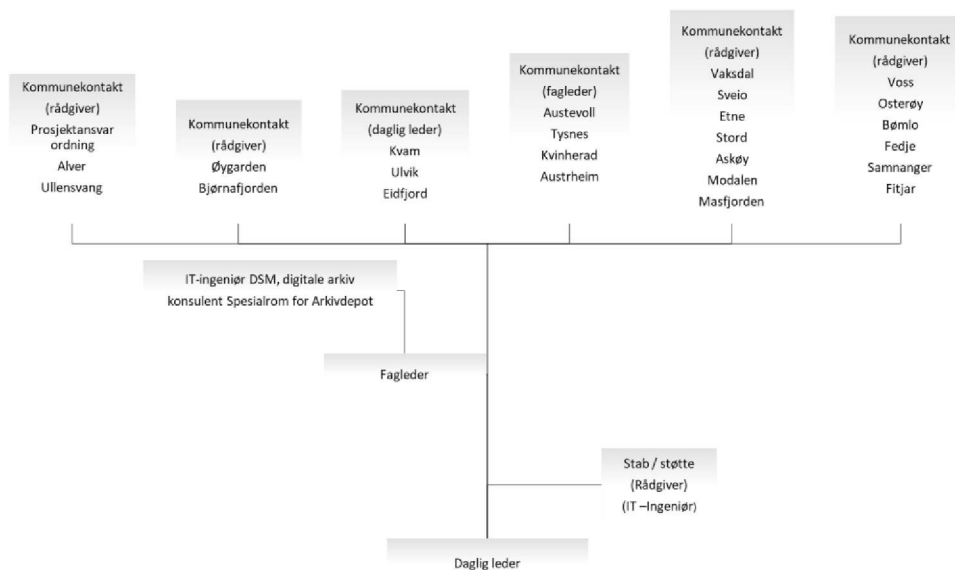 Kommunekontakt
(rådgiver)
Prosjektansvar
ordning
Alver
Ullensvang
Kommunekontakt
(rådgiver)
Øygarden
Bjørnafjorden
Kommunekontakt
(daglig leder)
Kvam
Ulvik
Eidfjord
Kommunekontakt
(fagleder)
Austevoll
Tysnes
Kvinherad
Austrheim
Kommunekontakt
(rådgiver)
Vaksdal
Sveio
Etne
Stord
Askøy
Modalen
Masfjorden
Kommunekontakt
(rådgiver)
Voss
Osterøy
Bømlo
Fedje
Samnanger
Fitjar
IT-ingeniør DSM, digitale arkiv
konsulent Spesialrom for Arkivdepot
Fagleder
Stab / støtte
(Rådgiver)
(IT –Ingeniør)
Daglig leder